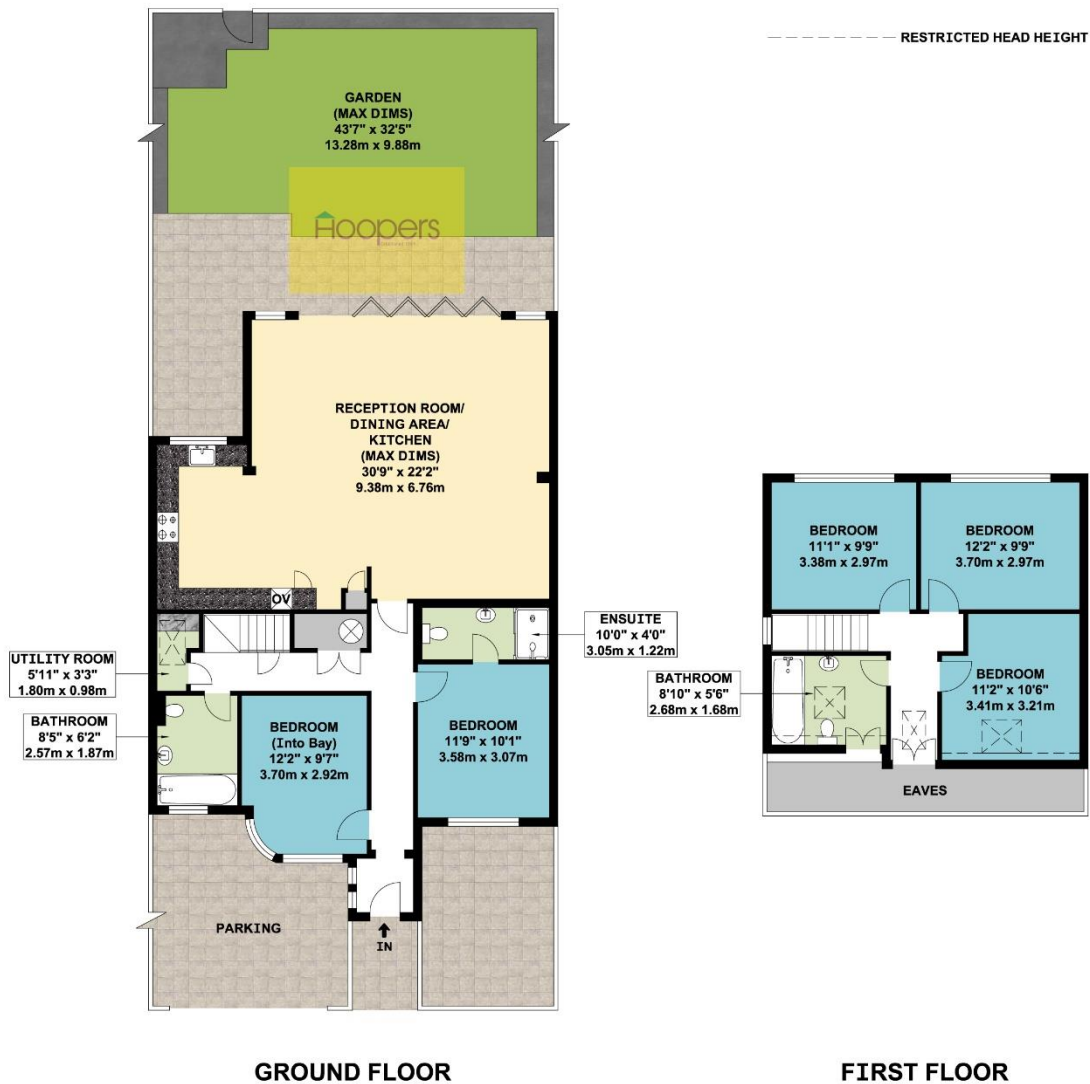 RESTRICTED HEAD HEIGHT
GARDEN
(MAX DIMS)
43'7" x 32'5"
13.28m x 9.88m
Hoopers
RECEPTION ROOM/
DINING AREA/
KITCHEN
(MAX DIMS)
30'9" x 22'2"
9.38m x 6.76m
OV
UTILITY ROOM
5'11" x 3'3"
1.80m x 0.98m
BATHROOM
8'5" x 6'2"
2.57m x 1.87m
BEDROOM
(Into Bay)
12'2" x 9'7"
3.70m x 2.92m
BEDROOM
11'9" x 10'1"
3.58m x 3.07m
ENSUITE
10'0" x 4'0"
3.05m x 1.22m
PARKING
IN
GROUND FLOOR
BEDROOM
11'1" x 9'9"
3.38m x 2.97m
BEDROOM
12'2" x 9'9"
3.70m x 2.97m
BATHROOM
8'10" x 5'6"
2.68m x 1.68m
BEDROOM
11'2" x 10'6"
3.41m x 3.21m
EAVES
FIRST FLOOR